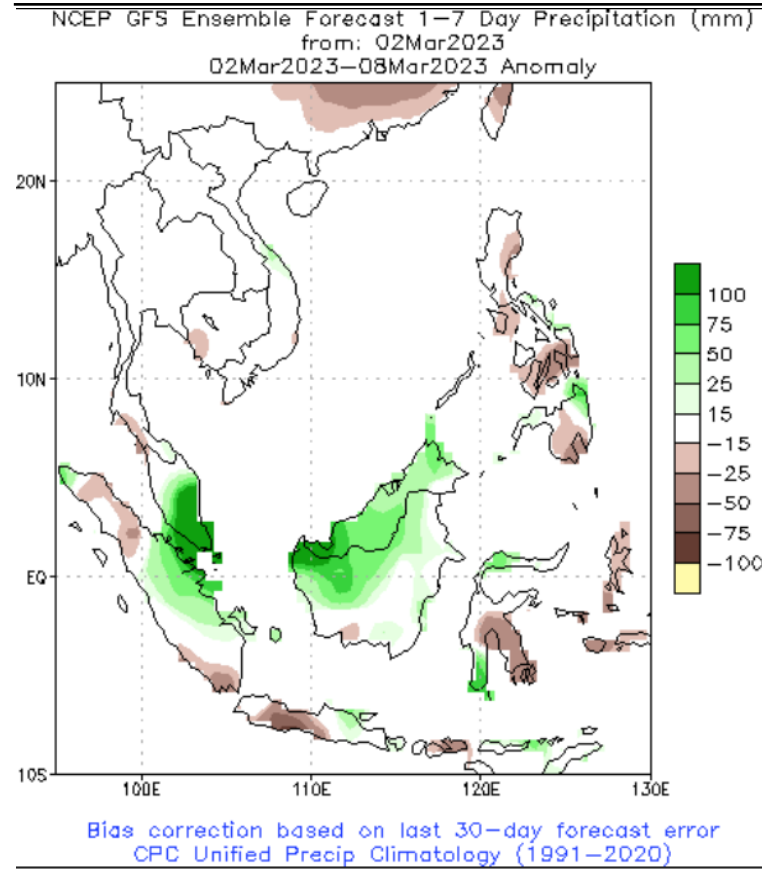 NCEP GFS Ensemble Forecast 1-7 Day Precipitation (mm)
from: 02Mar2023
02Mar2023-08Mar2023 Anomaly
20N
10N
EQ
10S
100E
110E
120E
130E
100
75
50
25
15
-15
-25
-50
-75
-100
Bias correction based on last 30-day forecast error
CPC Unified Precip Climatology (1991-2020)